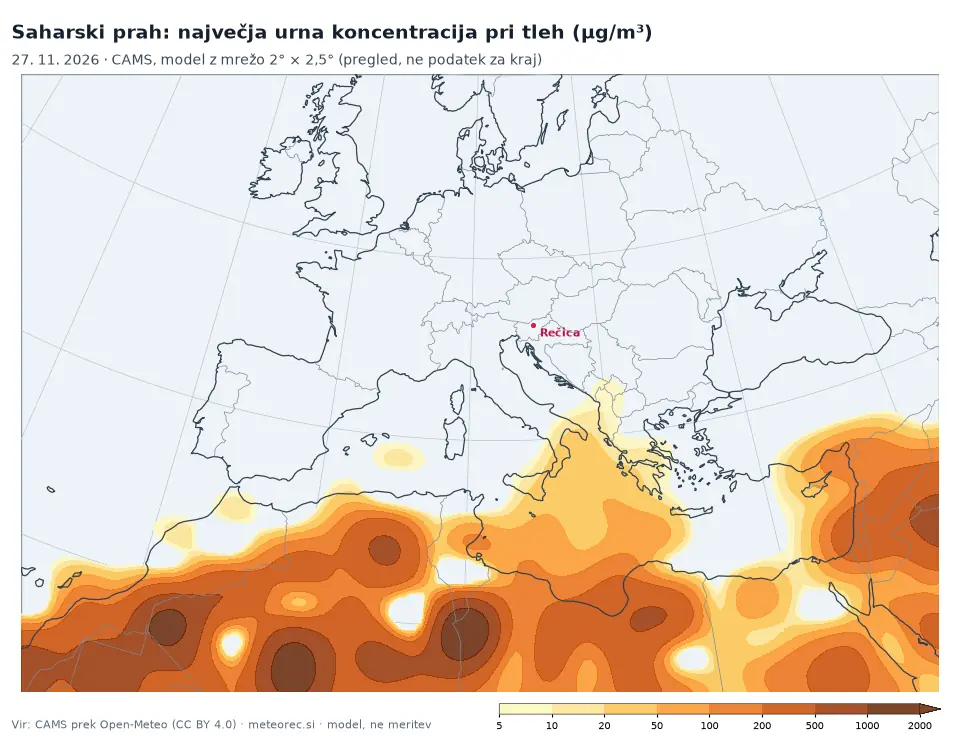 Saharski prah: največja urna koncentracija pri tleh (µg/m³)
27. 11. 2026 · CAMS, model z mrežo 2° × 2,5° (pregled, ne podatek za kraj)
Rečica
Vir: CAMS prek Open-Meteo (CC BY 4.0) · meteorec.si · model, ne meritev
5 10 20 50 100 200 500 1000 2000